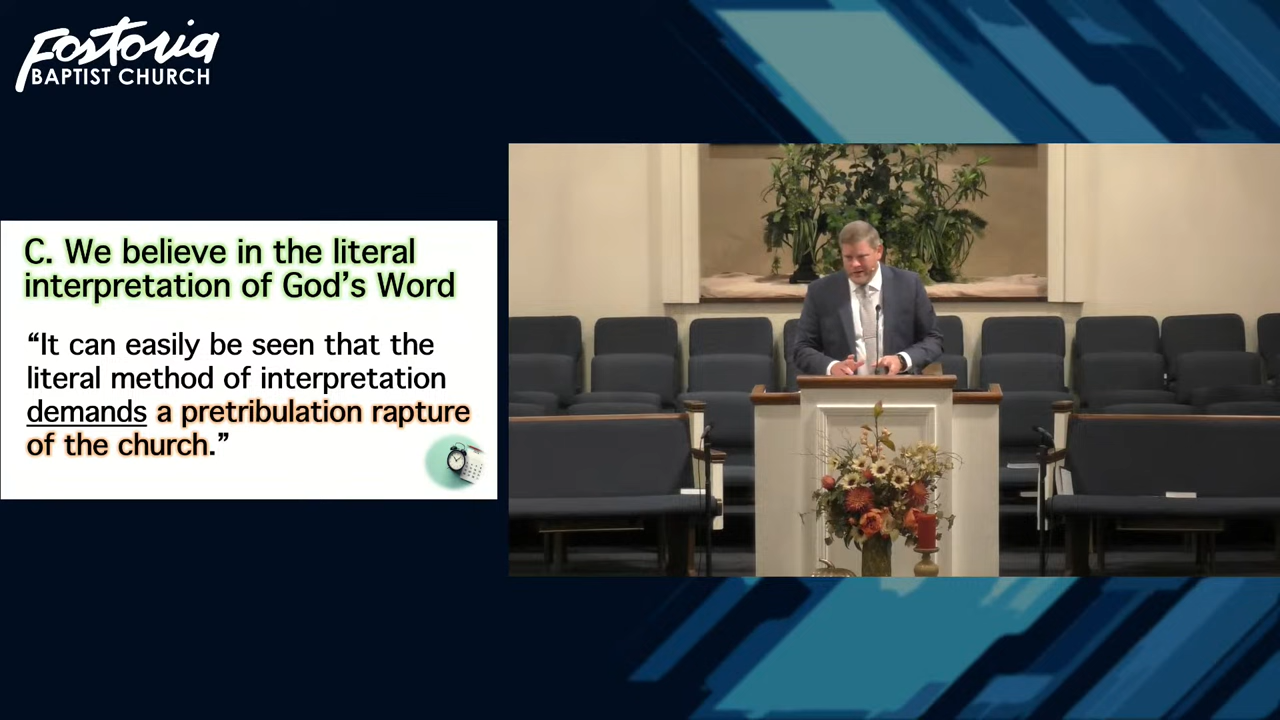 Fostoria
BAPTIST CHURCH
C. We believe in the literal
interpretation of God’s Word
“It can easily be seen that the
literal method of interpretation
demands a pretribulation rapture
of the church.”